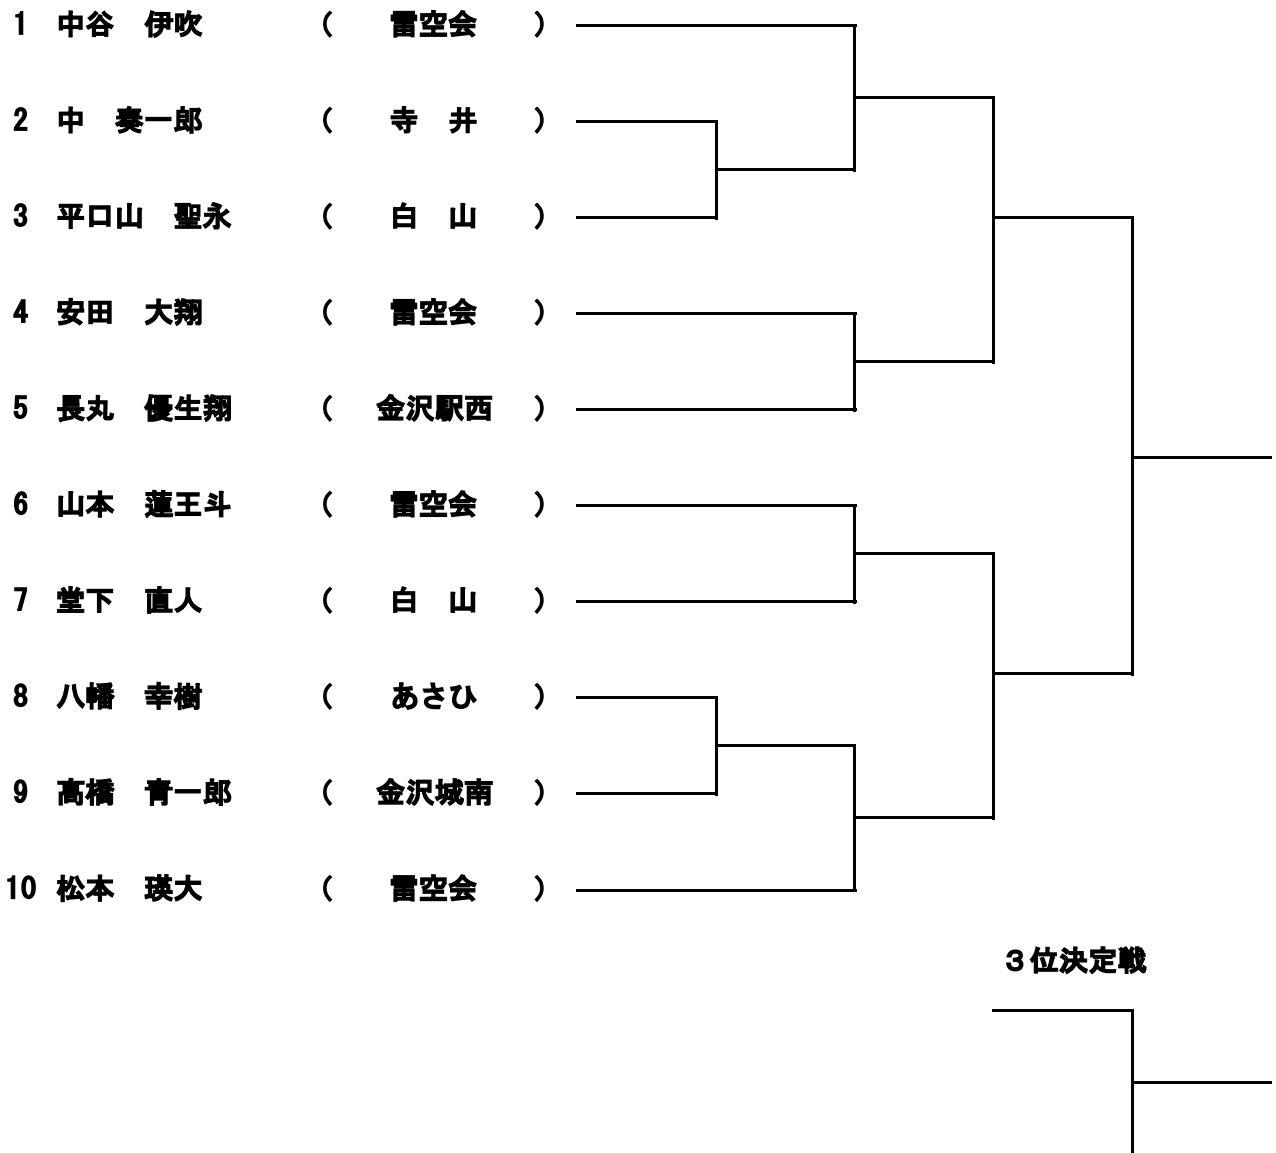 1 中谷 伊吹 ( 雷空会 )
2 中 奏一郎 ( 寺 井 )
3 平口山 聖永 ( 白 山 )
4 安田 大翔 ( 雷空会 )
5 長丸 優生翔 ( 金沢駅西 )
6 山本 蓮王斗 ( 雷空会 )
7 堂下 直人 ( 白 山 )
8 八幡 幸樹 ( あさひ )
9 髙橋 青一郎 ( 金沢城南 )
10 松本 瑛大 ( 雷空会 )
３位決定戦